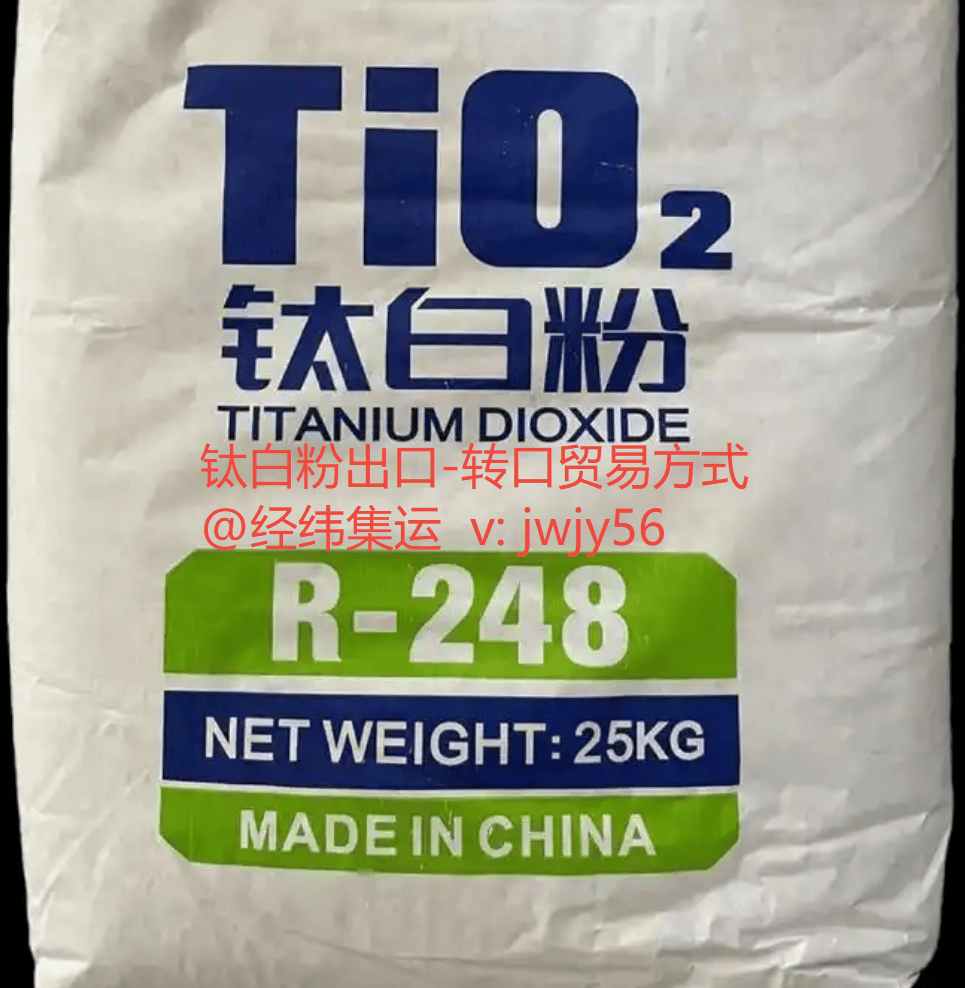 TiO₂
钛白粉
TITANIUM DIOXIDE
钛白粉出口-转口贸易方式
@经纬集运 v: jwjy56
R-248
NET WEIGHT: 25KG
MADE IN CHINA